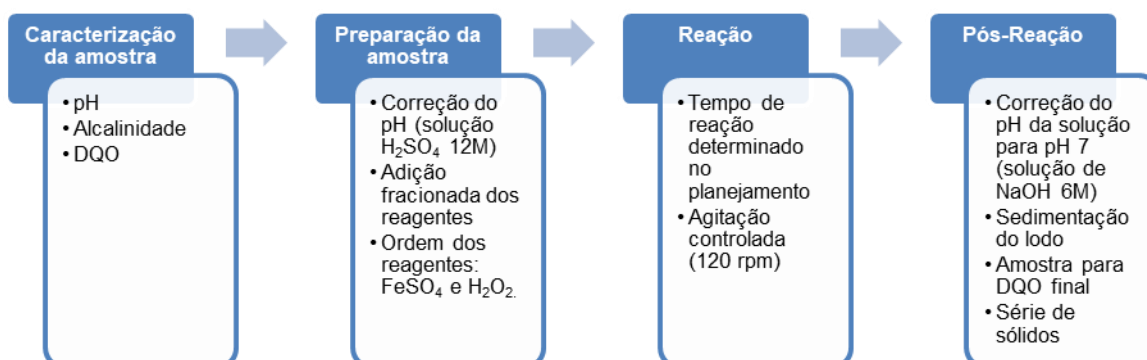 Caracterização
da amostra
• pH
• Alcalinidade
• DQO
Preparação da
amostra
• Correção do
pH (solução
H₂SO₄ 12M)
• Adição
fracionada dos
reagentes
• Ordem dos
reagentes:
FeSO₄ e H₂O₂.
Reação
• Tempo de
reação
determinado
no
planejamento
• Agitação
controlada
(120 rpm)
Pós-Reação
• Correção do
pH da solução
para pH 7
(solução de
NaOH 6M)
• Sedimentação
do lodo
• Amostra para
DQO final
• Série de
sólidos